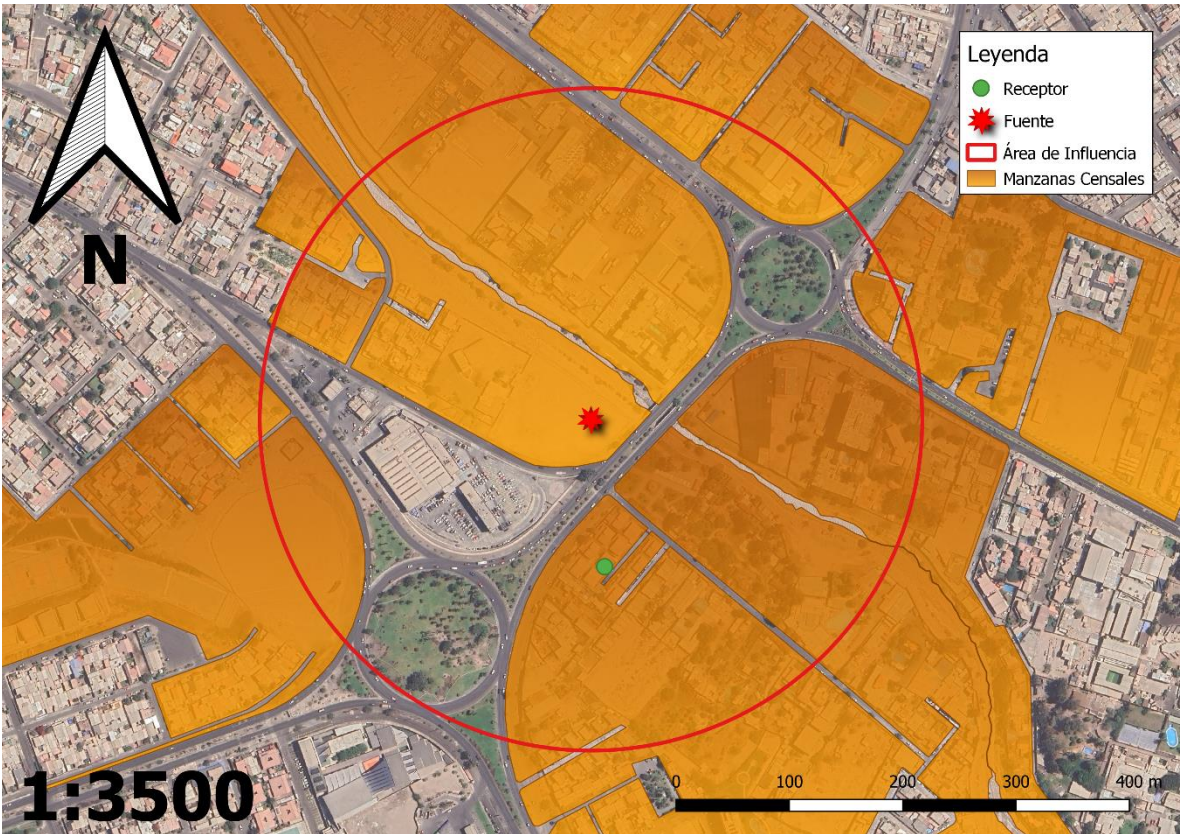 Leyenda
Receptor
Fuente
Área de Influencia
Manzanas Censales
N
1:3500
0 100 200 300 400 m